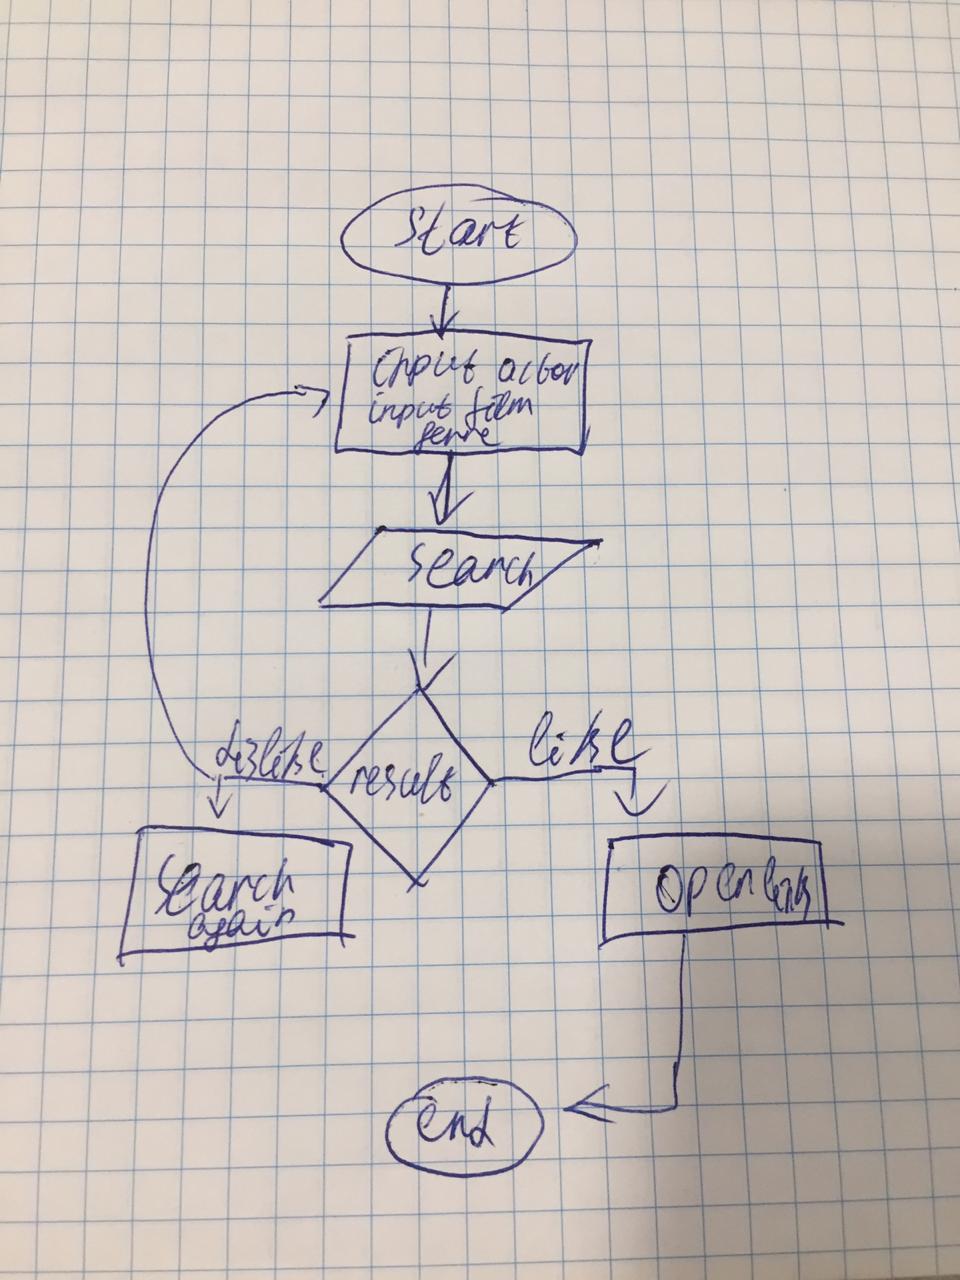 Start
Input actor
input film
genre
Search
dislike
result
like
Search
again
Open link
end